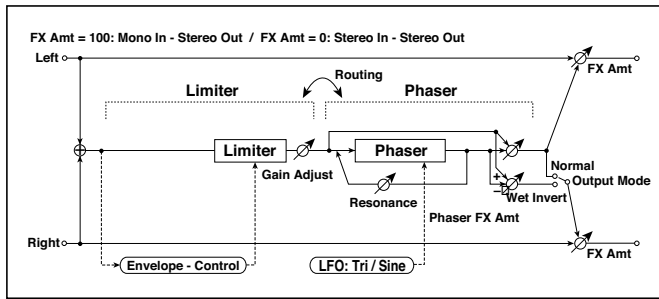 FX Amt = 100: Mono In - Stereo Out / FX Amt = 0: Stereo In - Stereo Out
Left
FX Amt
Routing
Limiter
Phaser
Limiter
Phaser
Gain Adjust
Normal
Output Mode
+
−
Wet Invert
Resonance
Phaser FX Amt
Right
FX Amt
Envelope - Control
LFO: Tri / Sine